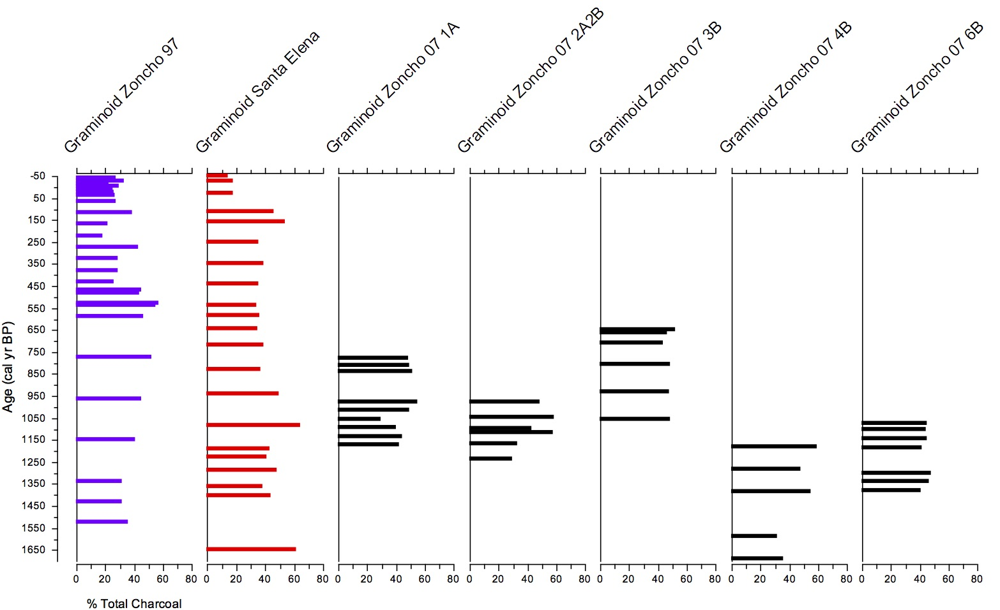 Graminoid Zoncho 97
Graminoid Santa Elena
Graminoid Zoncho 07 1A
Graminoid Zoncho 07 2A2B
Graminoid Zoncho 07 3B
Graminoid Zoncho 07 4B
Graminoid Zoncho 07 6B
Age (cal yr BP)
-50
50
150
250
350
450
550
650
750
850
950
1050
1150
1250
1350
1450
1550
1650
0 20 40 60 80
0 20 40 60 80
0 20 40 60 80
0 20 40 60 80
0 20 40 60 80
0 20 40 60 80
0 20 40 60 80
% Total Charcoal